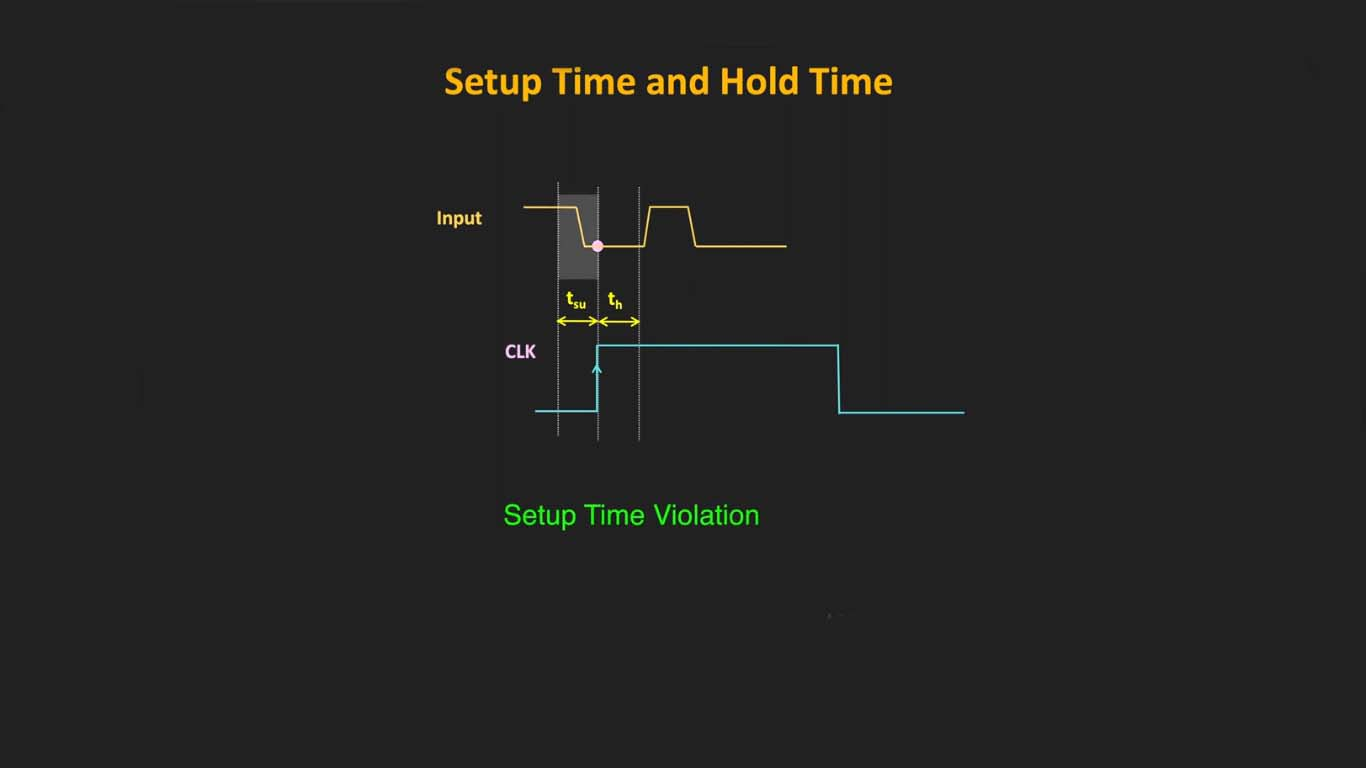 Setup Time and Hold Time
Input
tsu th
CLK
Setup Time Violation